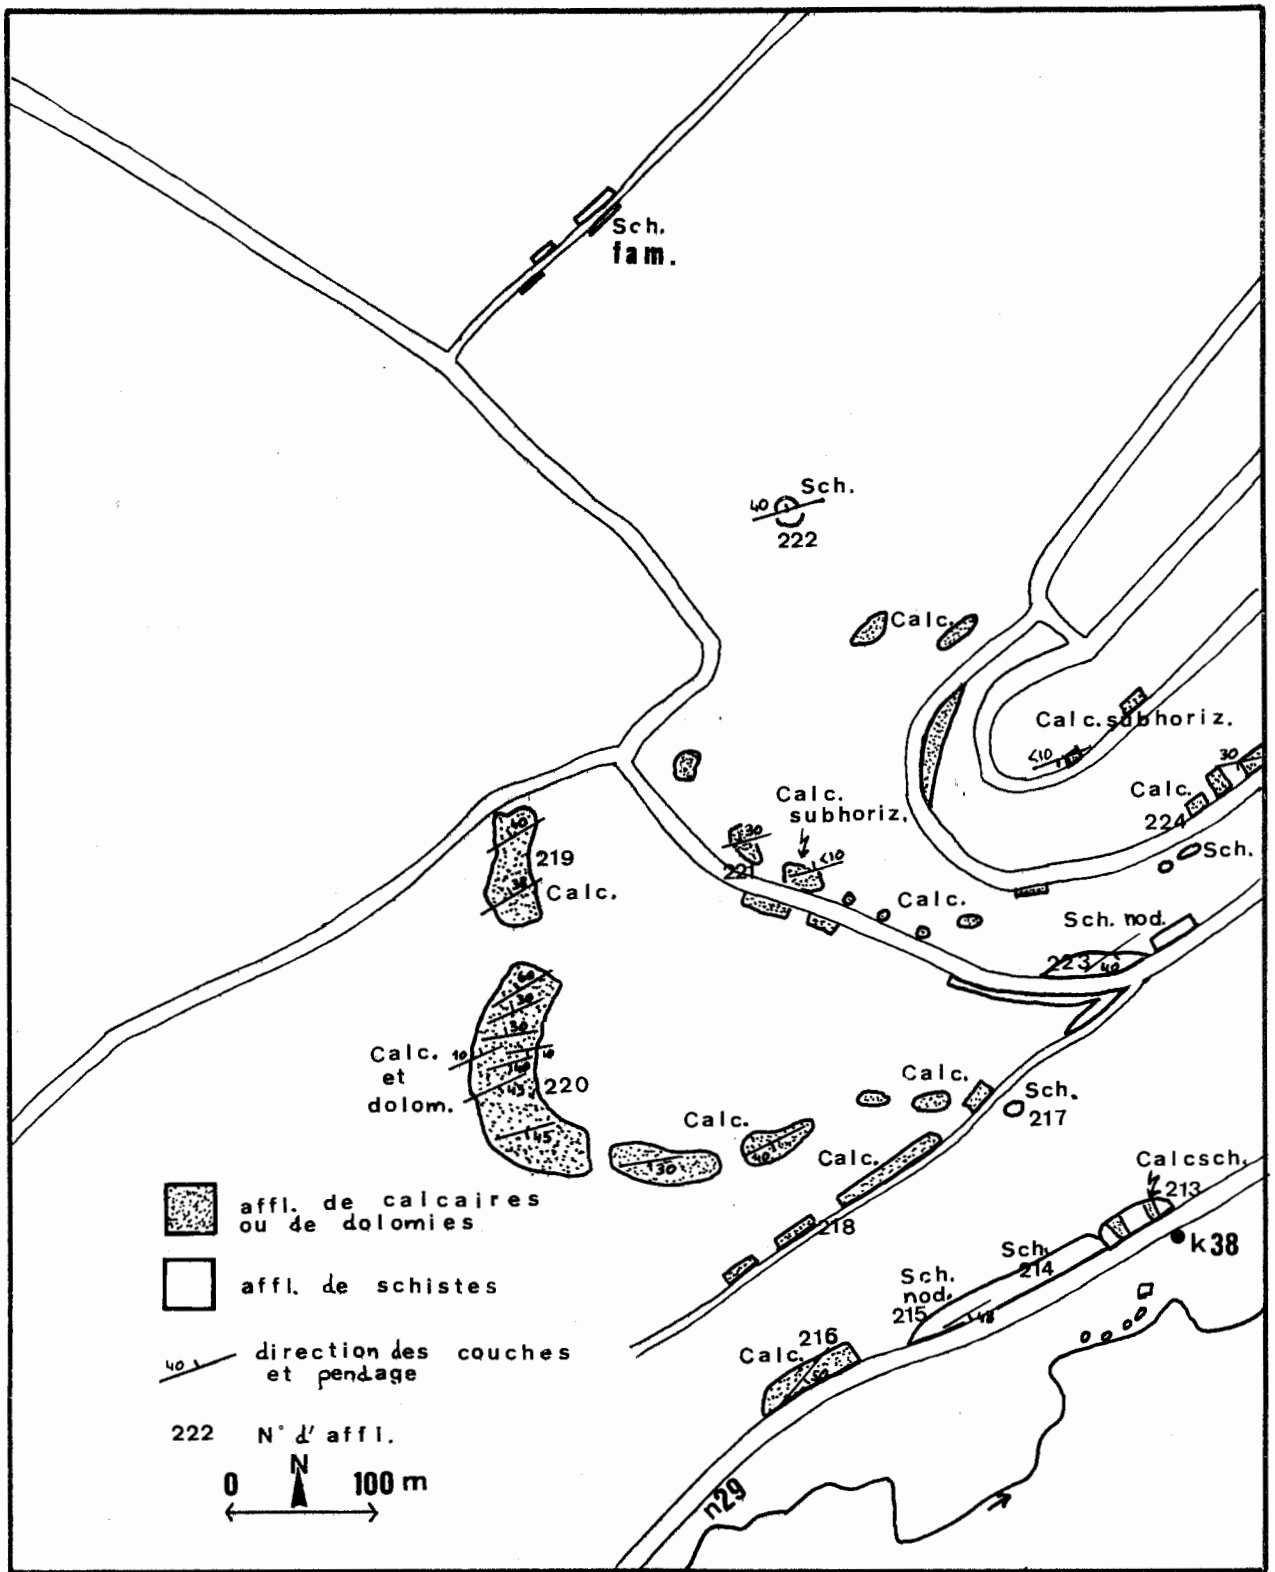 Sch.
fam.
Sch.
40
222
Calc.
Calc. subhoriz.
<10
30
Calc.
224
Sch.
Calc.
subhoriz.
30
<10
221
40
219
38
Calc.
Calc.
Sch. nod.
223
40
60
30
30
10
10
40
45
45
Calc.
et
dolom.
220
Calc.
Sch.
217
Calc.
30
40
Calc.
218
Calcsch.
213
k38
Sch.
214
Sch.
nod.
215
48
216
Calc.
50
n29
affl. de calcaires
ou de dolomies
affl. de schistes
40
direction des couches
et pendage
222 N° d'affl.
N
0 100 m